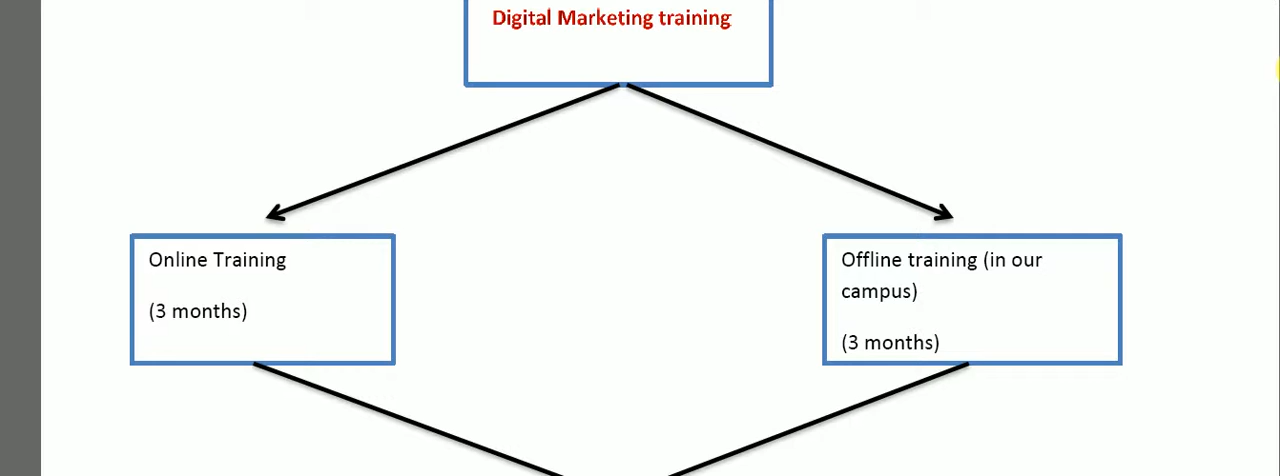 Digital Marketing training
Online Training
(3 months)
Offline training (in our
campus)
(3 months)